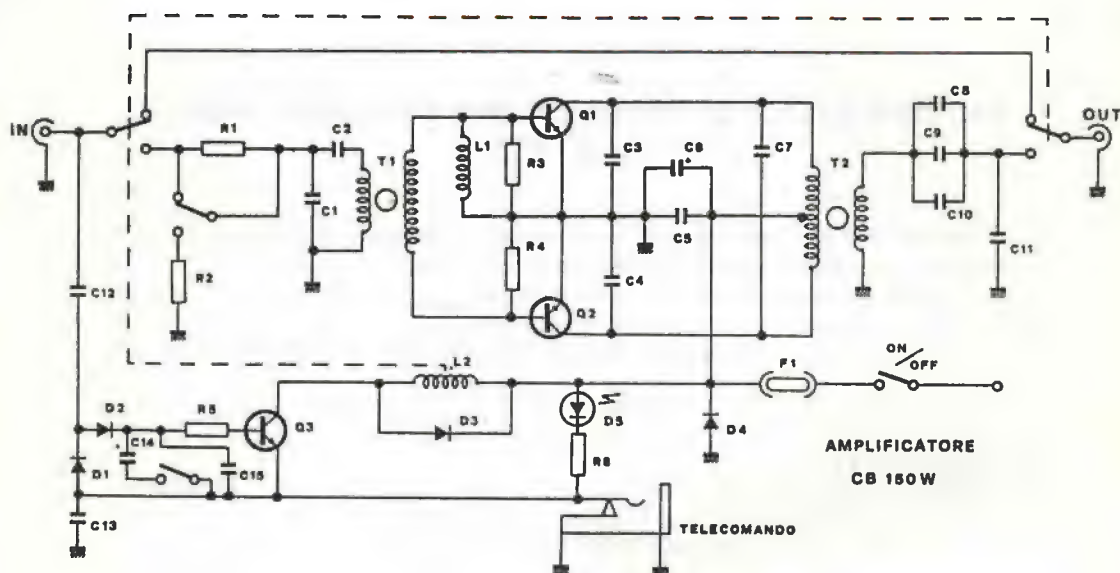 C8
IN
R1
C2
Q1
C9
OUT
T1
L1
R3
C3
C6
C7
T2
C1
C5
C10
R4
C11
R2
C4
C12
Q2
L2
F1
ON/OFF
D2
R5
Q3
D3
D5
D4
C14
D1
C15
R6
AMPLIFICATORE
CB 150W
C13
TELECOMANDO